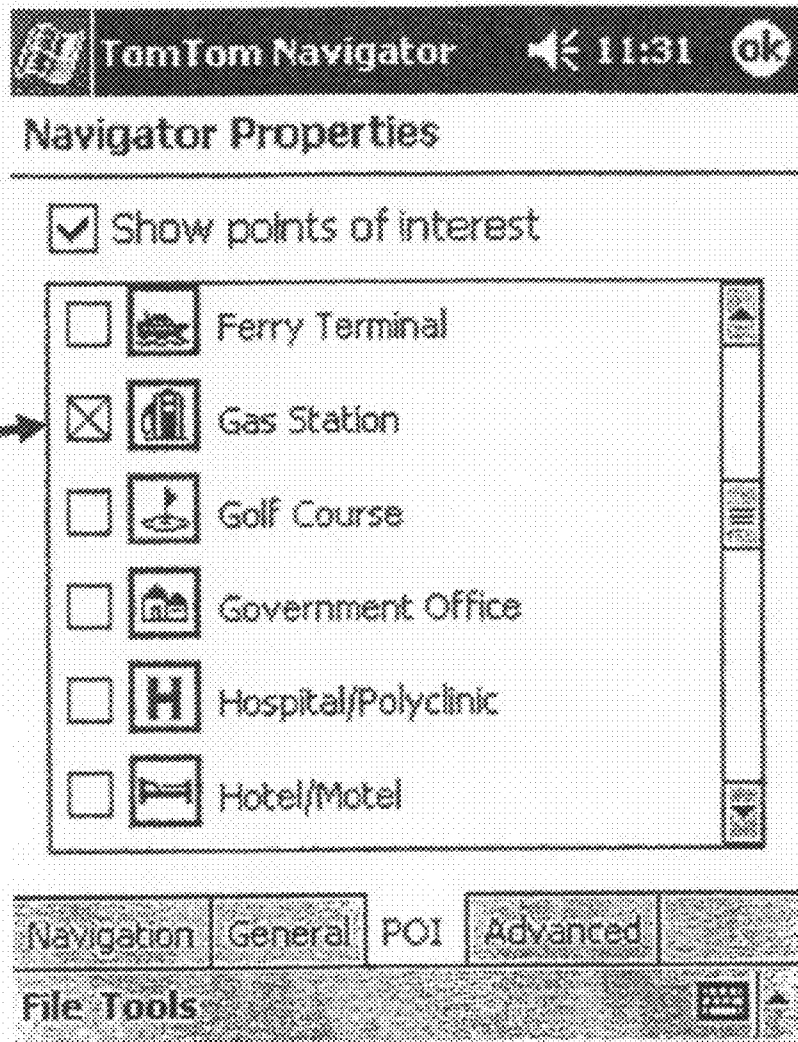 TomTom Navigator 11:31 ok
Navigator Properties
Show points of interest
Ferry Terminal
Gas Station
Golf Course
Government Office
H Hospital/Polyclinic
Hotel/Motel
Navigation General POI Advanced
File Tools